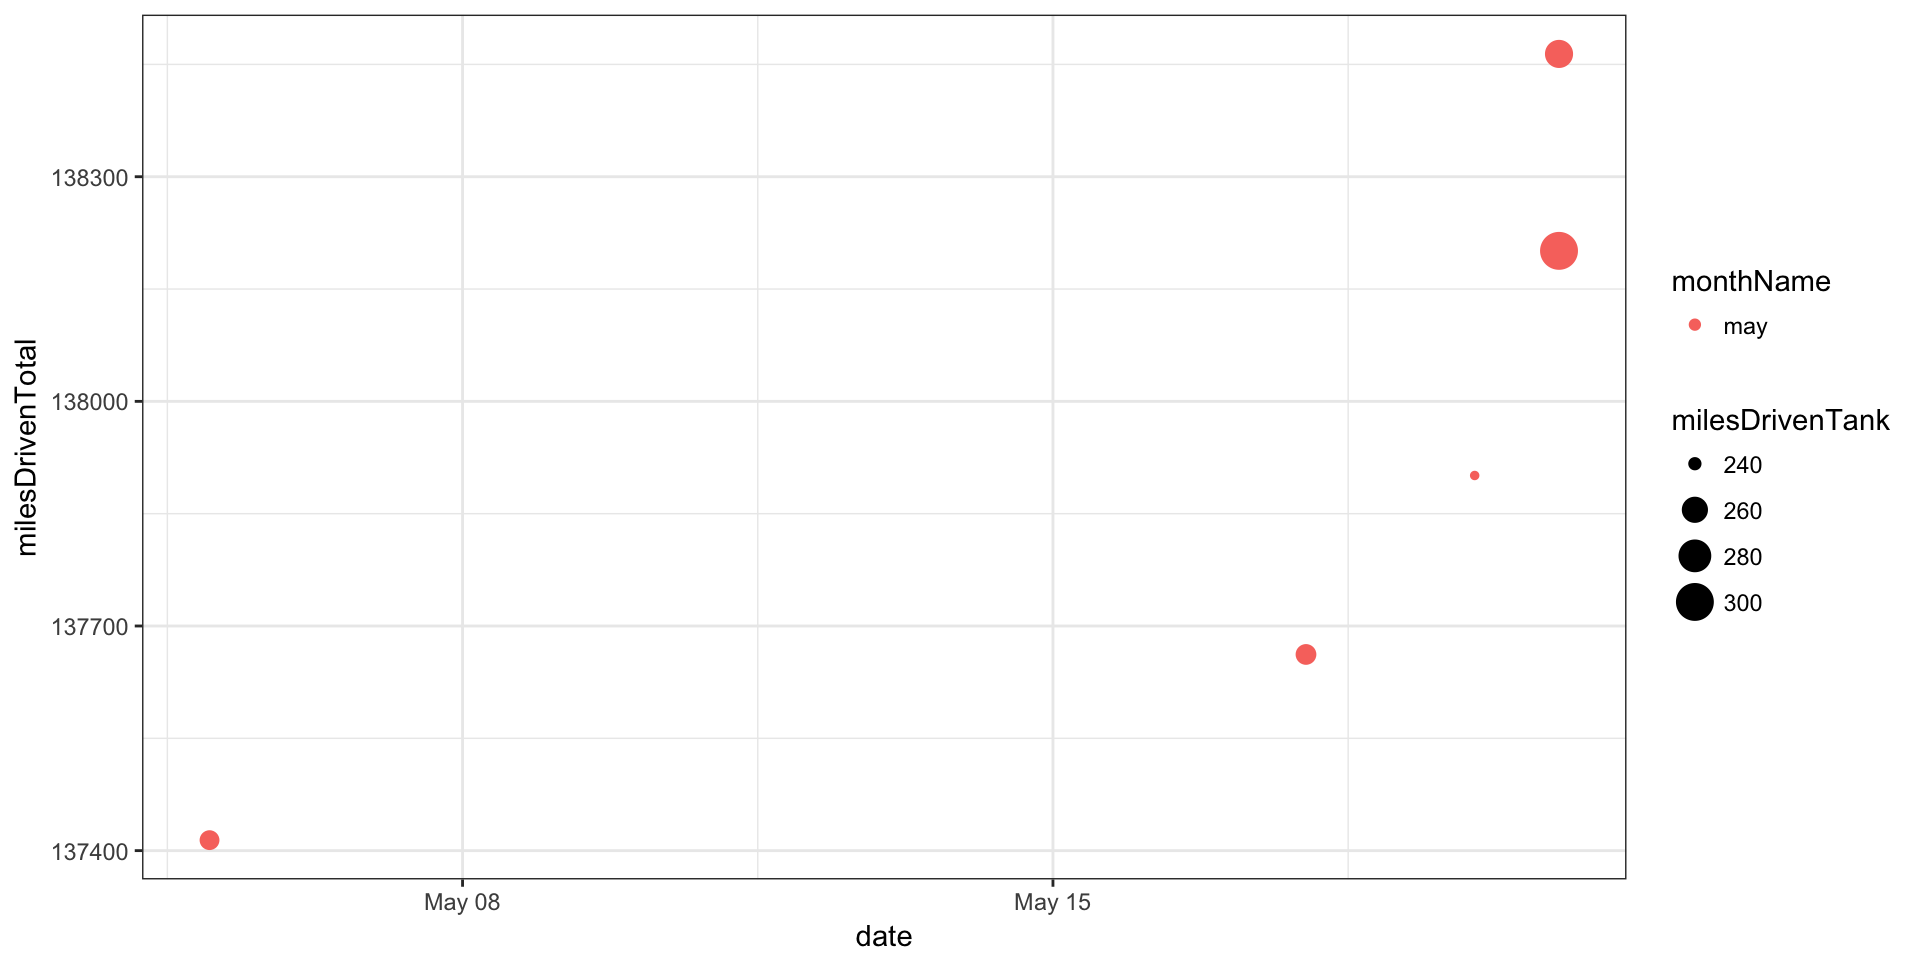 milesDrivenTotal
138300
138000
137700
137400
May 08
May 15
date
monthName
may
milesDrivenTank
240
260
280
300